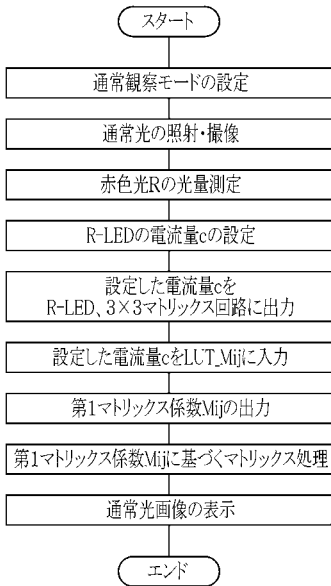 スタート
通常観察モードの設定
通常光の照射・撮像
赤色光Rの光量測定
R-LEDの電流量cの設定
設定した電流量cを
R-LED、3×3マトリックス回路に出力
設定した電流量cをLUT_Mijに入力
第1マトリックス係数Mijの出力
第1マトリックス係数Mijに基づくマトリックス処理
通常光画像の表示
エンド